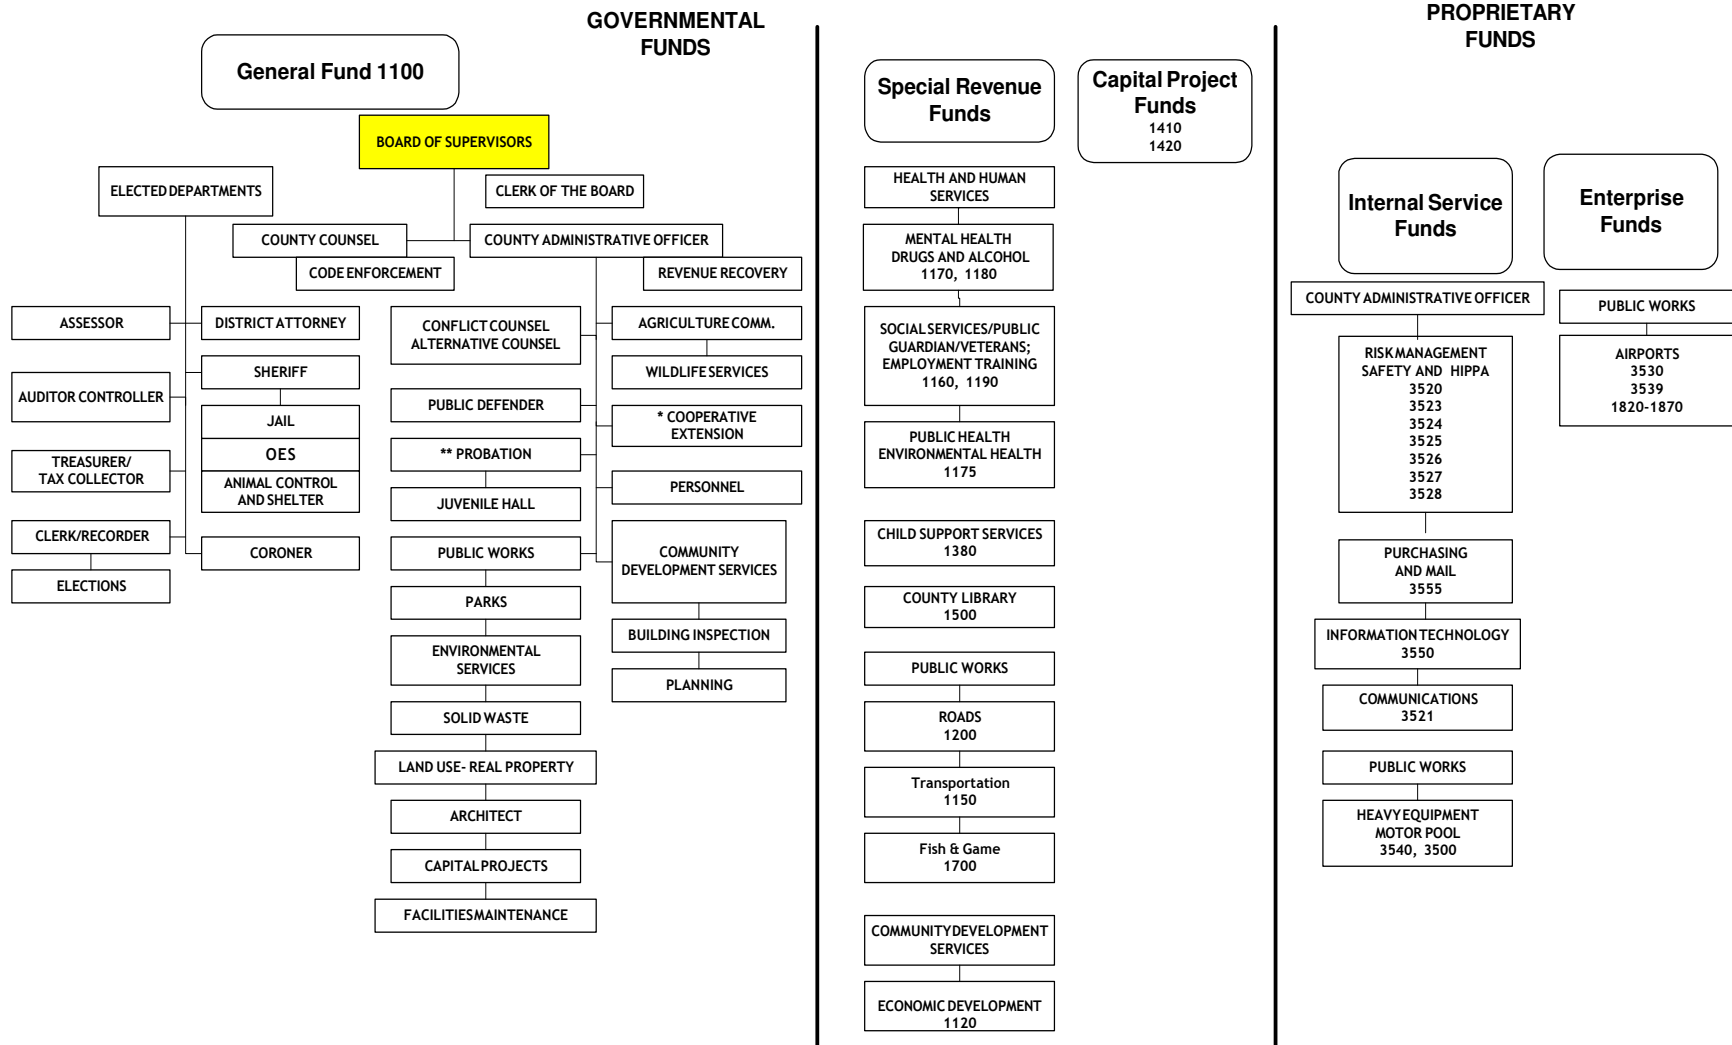 GOVERNMENTAL
FUNDS
General Fund 1100
BOARD OF SUPERVISORS
ELECTED DEPARTMENTS
CLERK OF THE BOARD
COUNTY COUNSEL
COUNTY ADMINISTRATIVE OFFICER
CODE ENFORCEMENT
REVENUE RECOVERY
ASSESSOR
DISTRICT ATTORNEY
SHERIFF
AUDITOR CONTROLLER
JAIL
OES
TREASURER/
TAX COLLECTOR
ANIMAL CONTROL
AND SHELTER
CLERK/RECORDER
CORONER
ELECTIONS
CONFLICT COUNSEL
ALTERNATIVE COUNSEL
PUBLIC DEFENDER
** PROBATION
JUVENILE HALL
PUBLIC WORKS
PARKS
ENVIRONMENTAL
SERVICES
SOLID WASTE
LAND USE- REAL PROPERTY
ARCHITECT
CAPITAL PROJECTS
FACILITIES MAINTENANCE
AGRICULTURE COMM.
WILDLIFE SERVICES
* COOPERATIVE
EXTENSION
PERSONNEL
COMMUNITY
DEVELOPMENT SERVICES
BUILDING INSPECTION
PLANNING
Special Revenue
Funds
HEALTH AND HUMAN
SERVICES
MENTAL HEALTH
DRUGS AND ALCOHOL
1170, 1180
SOCIAL SERVICES/PUBLIC
GUARDIAN/VETERANS;
EMPLOYMENT TRAINING
1160, 1190
PUBLIC HEALTH
ENVIRONMENTAL HEALTH
1175
CHILD SUPPORT SERVICES
1380
COUNTY LIBRARY
1500
PUBLIC WORKS
ROADS
1200
Transportation
1150
Fish & Game
1700
COMMUNITY DEVELOPMENT
SERVICES
ECONOMIC DEVELOPMENT
1120
Capital Project
Funds
1410
1420
PROPRIETARY
FUNDS
Internal Service
Funds
COUNTY ADMINISTRATIVE OFFICER
RISK MANAGEMENT
SAFETY AND HIPPA
3520
3523
3524
3525
3526
3527
3528
PURCHASING
AND MAIL
3555
INFORMATION TECHNOLOGY
3550
COMMUNICATIONS
3521
PUBLIC WORKS
HEAVY EQUIPMENT
MOTOR POOL
3540, 3500
Enterprise
Funds
PUBLIC WORKS
AIRPORTS
3530
3539
1820-1870